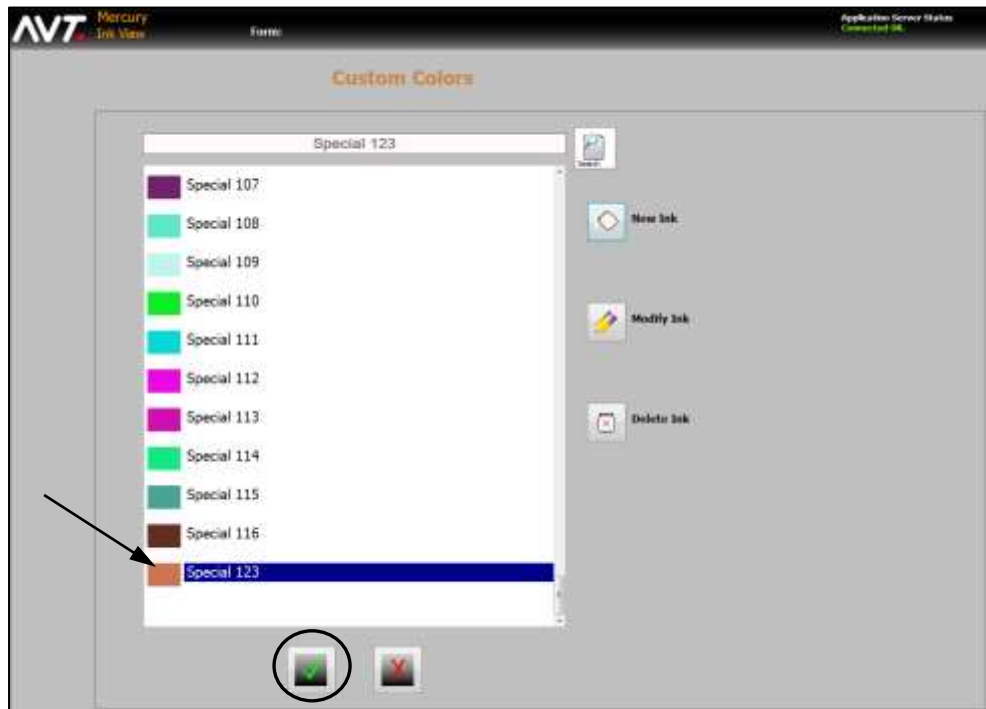 AVT
Mercury
Ink View
Form:
Application Server Status
Connected OK.
Custom Colors
Special 123
Search
Special 107
Special 108
Special 109
Special 110
Special 111
Special 112
Special 113
Special 114
Special 115
Special 116
Special 123
New Ink
Modify Ink
Delete Ink